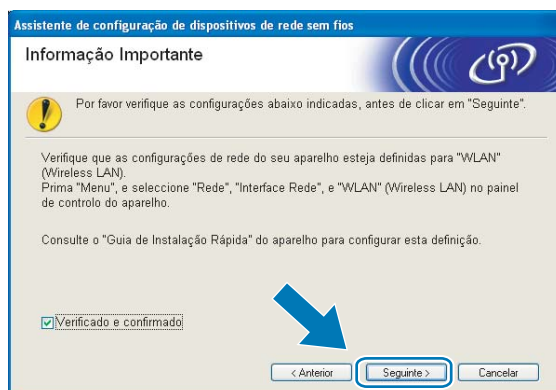 Assistente de configuração de dispositivos de rede sem fios
Informação Importante
Por favor verifique as configurações abaixo indicadas, antes de clicar em "Seguinte".
Verifique que as configurações de rede do seu aparelho esteja definidas para "WLAN"
(Wireless LAN).
Prima "Menu", e seleccione "Rede", "Interface Rede", e "WLAN" (Wireless LAN) no painel
de controlo do aparelho.
Consulte o "Guia de Instalação Rápida" do aparelho para configurar esta definição.
Verificado e confirmado
< Anterior Seguinte > Cancelar